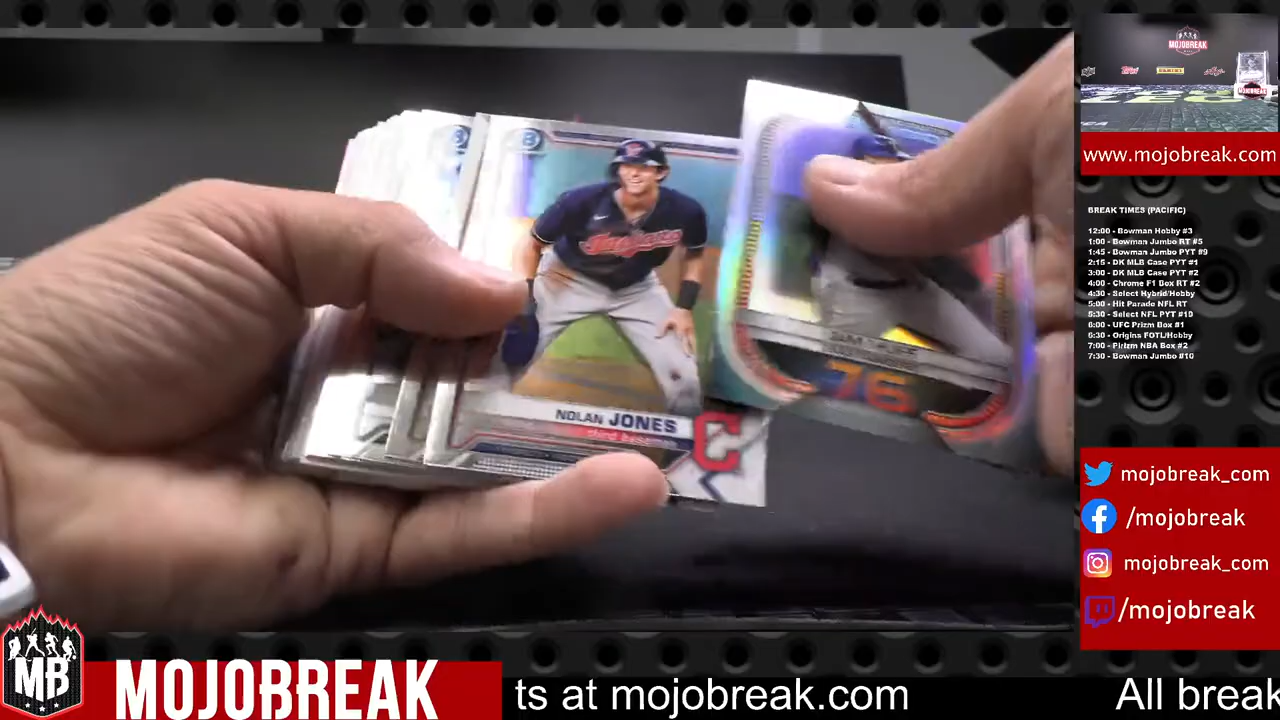 NOLAN JONES
third baseman
Indians
C
76
MOJOBREAK
www.mojobreak.com
BREAK TIMES (PACIFIC)
12:00 - Bowman Hobby #3
1:00 - Bowman Jumbo RT #5
1:45 - Bowman Jumbo PYT #9
2:15 - DK MLB Case PYT #1
3:00 - DK MLB Case PYT #2
4:00 - Chrome F1 Box RT #2
4:30 - Select Hybrid/Hobby
5:00 - Hit Parade NFL RT
5:30 - Select NFL PYT #10
6:00 - UFC Prizm Box #1
6:30 - Origins FOTL/Hobby
7:00 - Pirizm NBA Box #2
7:30 - Bowman Jumbo #10
mojobreak_com
/mojobreak
mojobreak_com
/mojobreak
MB
MOJOBREAK
ts at mojobreak.com
All break